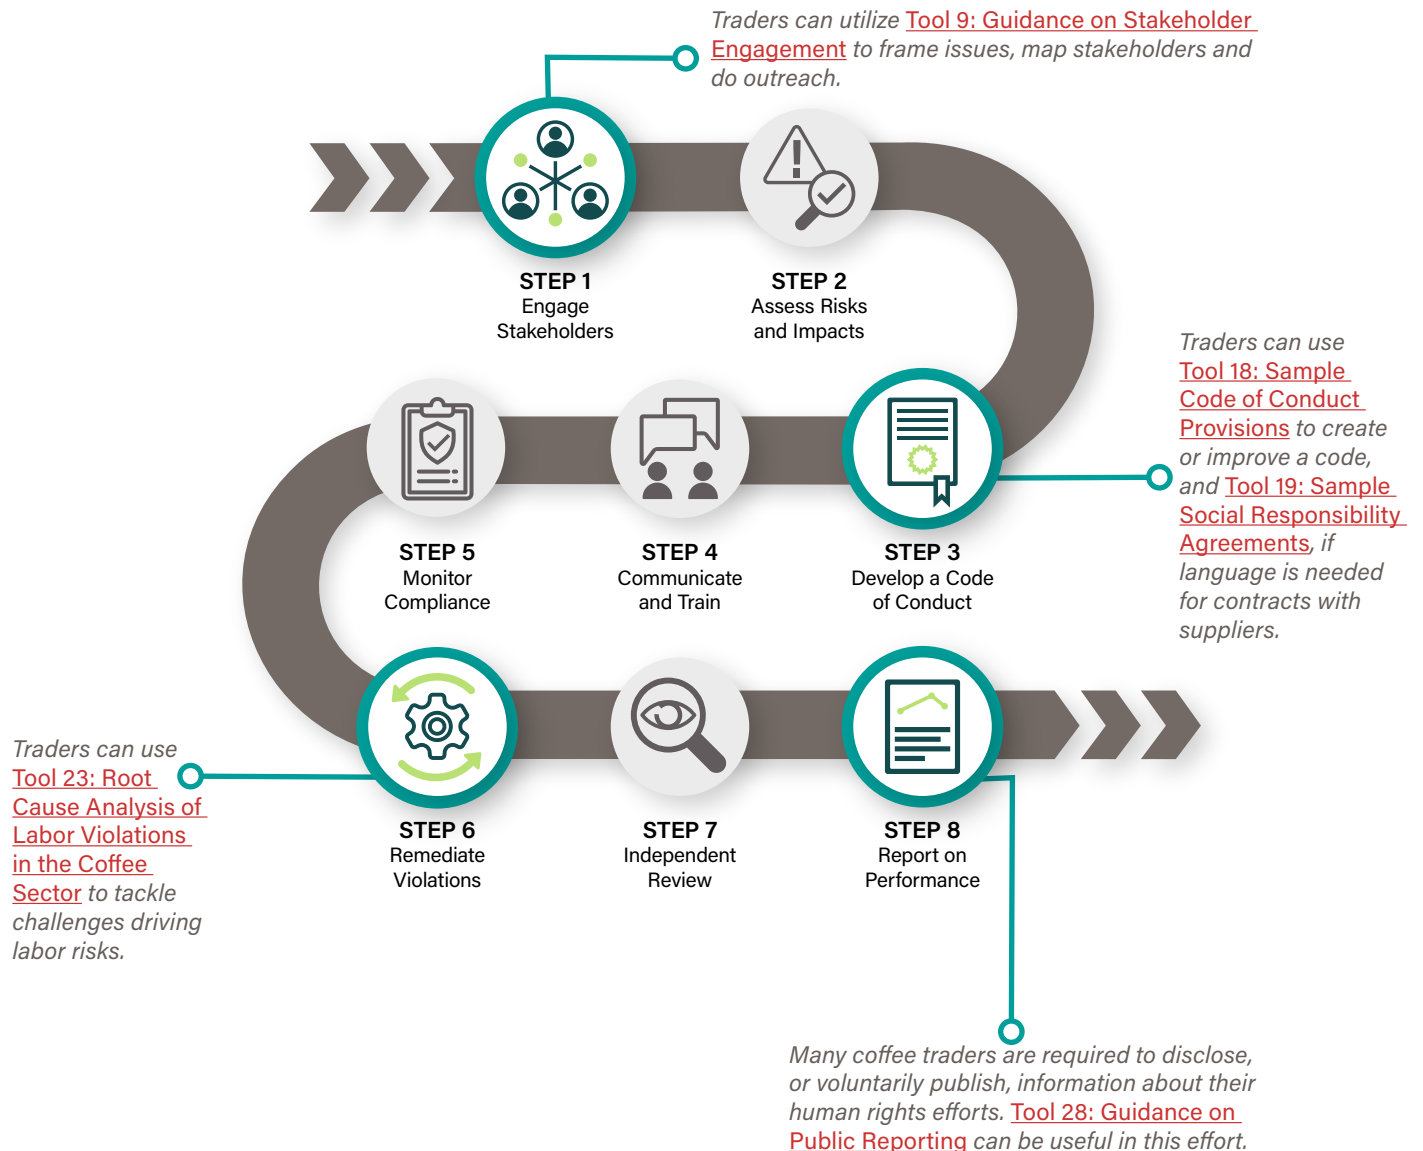 Traders can utilize Tool 9: Guidance on Stakeholder
Engagement to frame issues, map stakeholders and
do outreach.
STEP 1
Engage
Stakeholders
STEP 2
Assess Risks
and Impacts
Traders can use
Tool 18: Sample
Code of Conduct
Provisions to create
or improve a code,
and Tool 19: Sample
Social Responsibility
Agreements, if
language is needed
for contracts with
suppliers.
STEP 3
Develop a Code
of Conduct
STEP 4
Communicate
and Train
STEP 5
Monitor
Compliance
Traders can use
Tool 23: Root
Cause Analysis of
Labor Violations
in the Coffee
Sector to tackle
challenges driving
labor risks.
STEP 6
Remediate
Violations
STEP 7
Independent
Review
STEP 8
Report on
Performance
Many coffee traders are required to disclose,
or voluntarily publish, information about their
human rights efforts. Tool 28: Guidance on
Public Reporting can be useful in this effort.